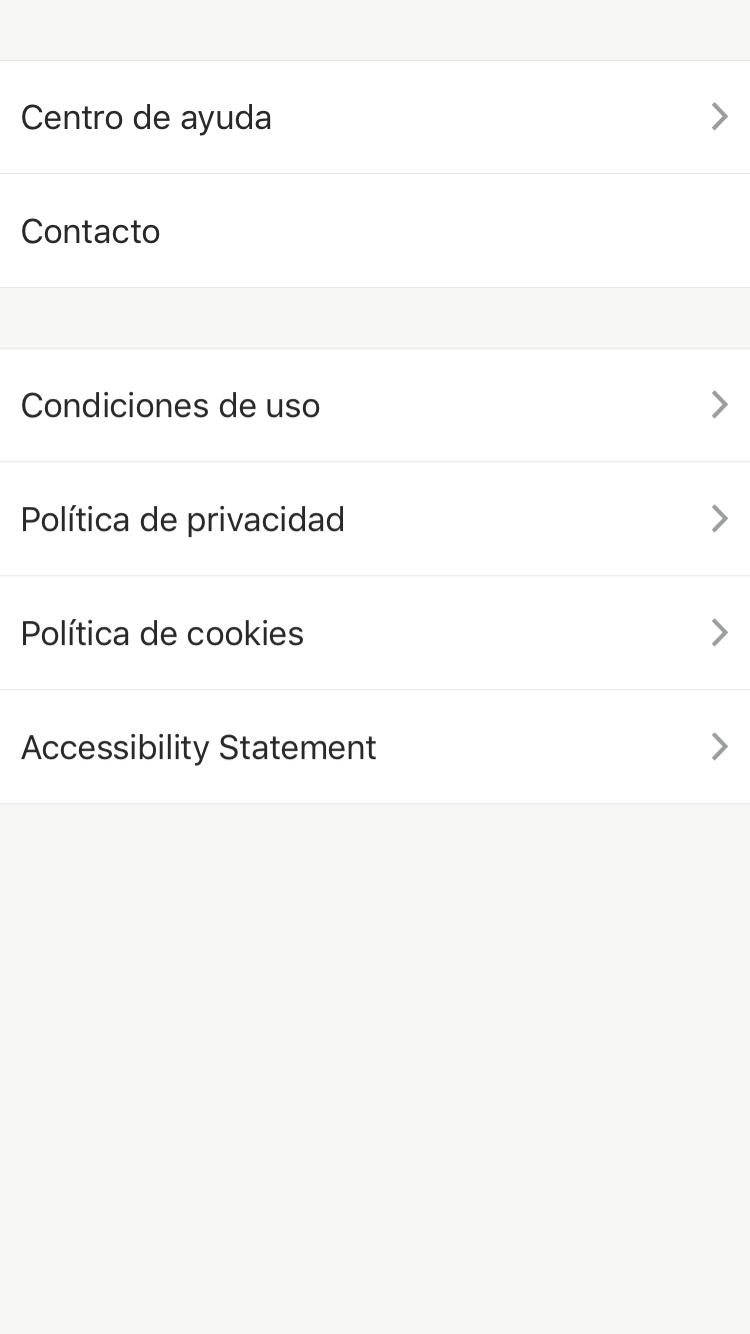 Centro de ayuda
Contacto
Condiciones de uso
Política de privacidad
Política de cookies
Accessibility Statement